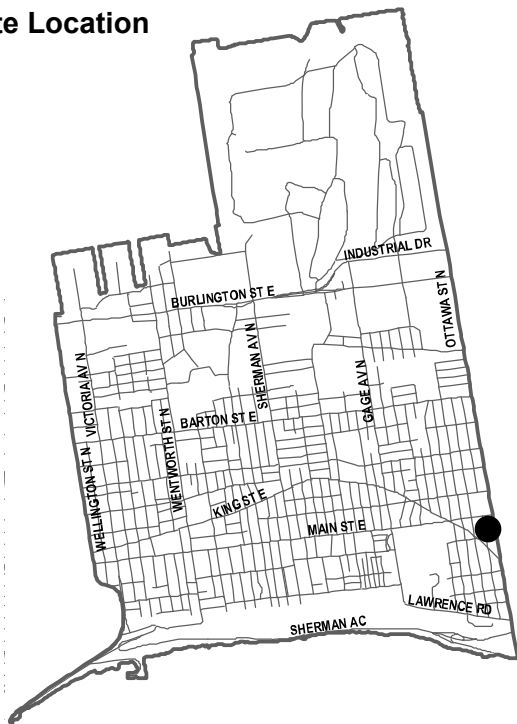 te Location
INDUSTRIAL DR
BURLINGTON ST E
OTTAWA ST N
SHERMAN AV N
VICTORIA AV N
GAGE AV N
BARTON ST E
WENTWORTH ST N
WELLINGTON ST N
KING ST E
MAIN ST E
LAWRENCE RD
SHERMAN AC